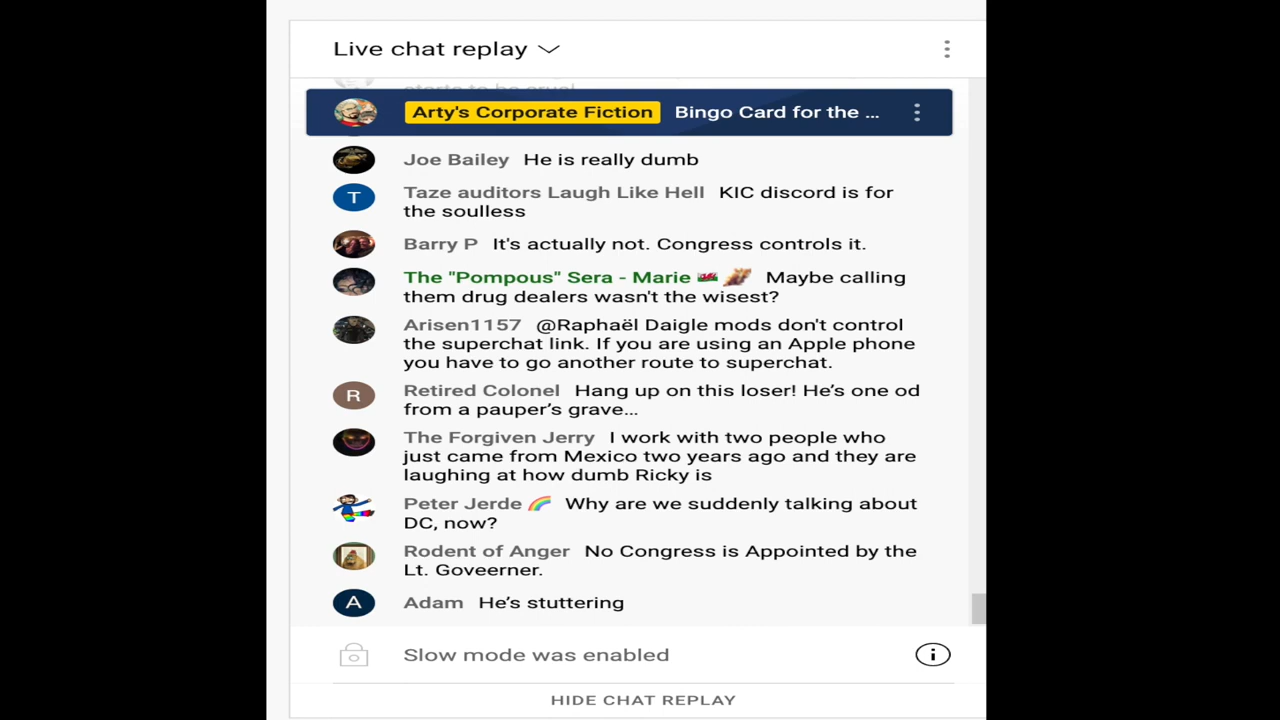 Live chat replay
starts to be cruel
Arty's Corporate Fiction Bingo Card for the ...
Joe Bailey He is really dumb
Taze auditors Laugh Like Hell KIC discord is for
the soulless
Barry P It's actually not. Congress controls it.
The "Pompous" Sera - Marie 🏴󠁧󠁢󠁷󠁬󠁳󠁿 Maybe calling
them drug dealers wasn't the wisest?
Arisen1157 @Raphaël Daigle mods don't control
the superchat link. If you are using an Apple phone
you have to go another route to superchat.
R
Retired Colonel Hang up on this loser! He’s one od
from a pauper’s grave...
The Forgiven Jerry I work with two people who
just came from Mexico two years ago and they are
laughing at how dumb Ricky is
Peter Jerde 🌈 Why are we suddenly talking about
DC, now?
Rodent of Anger No Congress is Appointed by the
Lt. Goveerner.
A
Adam He’s stuttering
T
Slow mode was enabled
HIDE CHAT REPLAY